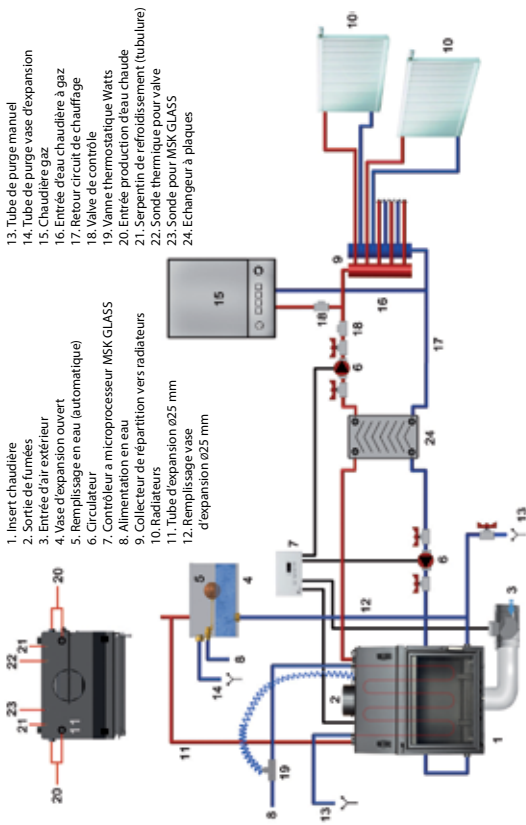 1. Insert chaudière
2. Sortie de fumées
3. Entrée d'air extérieur
4. Vase d'expansion ouvert
5. Remplissage en eau (automatique)
6. Circulateur
7. Contrôleur a microprocesseur MSK GLASS
8. Alimentation en eau
9. Collecteur de répartition vers radiateurs
10. Radiateurs
11. Tube d'expansion ø25 mm
12. Remplissage vase
d'expansion ø25 mm
13. Tube de purge manuel
14. Tube de purge vase d'expansion
15. Chaudière gaz
16. Entrée d'eau chaudière à gaz
17. Retour circuit de chauffage
18. Valve de contrôle
19. Vanne thermostatique Watts
20. Entrée production d'eau chaude
21. Serpentin de refroidissement (tubulure)
22. Sonde thermique pour valve
23. Sonde pour MSK GLASS
24. Echangeur à plaques
20
21
23
22
21
20
11
11
14
8
5
4
7
15
18
18
9
10
10
16
17
6
24
6
12
19
8
13
2
1
3
13